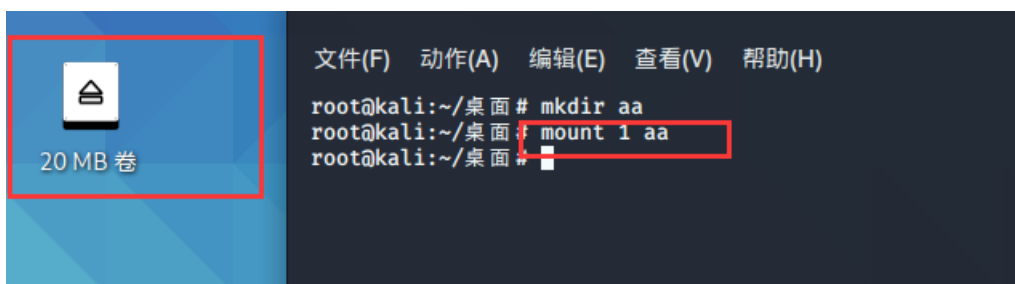 20 MB 卷
文件(F) 动作(A) 编辑(E) 查看(V) 帮助(H)
root@kali:~/桌面# mkdir aa
root@kali:~/桌面# mount 1 aa
root@kali:~/桌面#